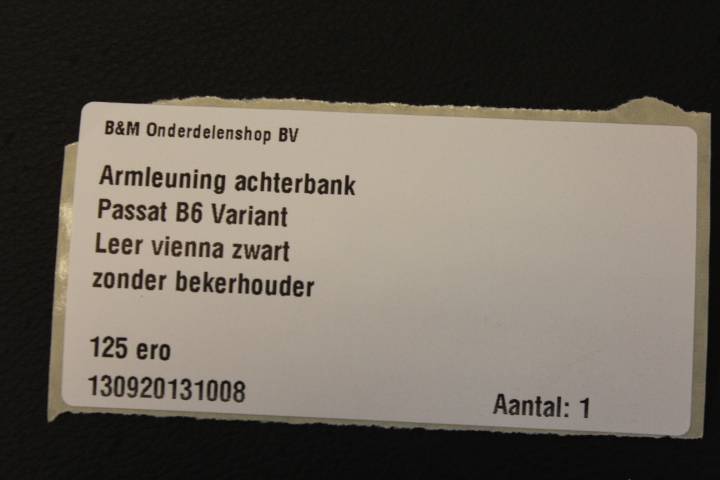 B&M Onderdelenshop BV
Armleuning achterbank
Passat B6 Variant
Leer vienna zwart
zonder bekerhouder
125 ero
130920131008
Aantal: 1